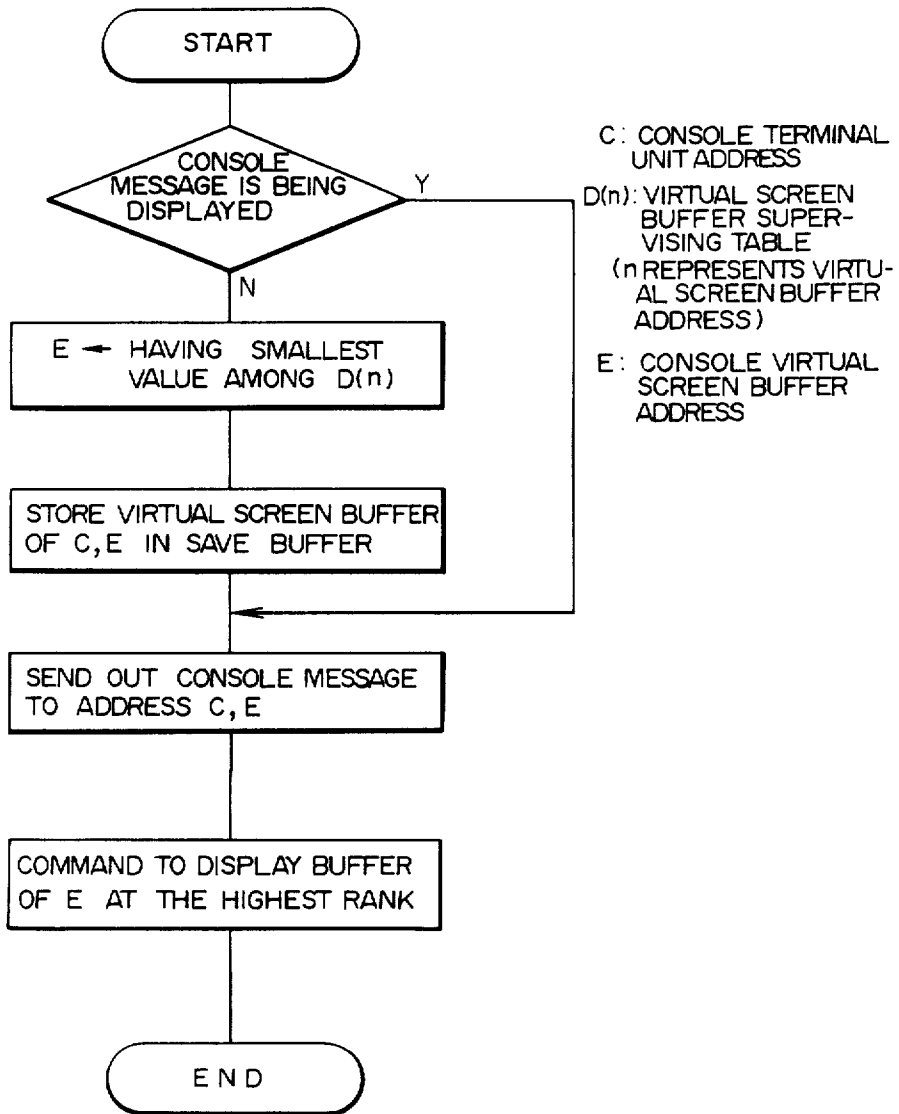 START
CONSOLE
MESSAGE IS BEING
DISPLAYED
Y
N
E ← HAVING SMALLEST
VALUE AMONG D(n)
STORE VIRTUAL SCREEN BUFFER
OF C, E IN SAVE BUFFER
SEND OUT CONSOLE MESSAGE
TO ADDRESS C, E
COMMAND TO DISPLAY BUFFER
OF E AT THE HIGHEST RANK
END
C: CONSOLE TERMINAL
UNIT ADDRESS
D(n): VIRTUAL SCREEN
BUFFER SUPER-
VISING TABLE
(n REPRESENTS VIRTU-
AL SCREEN BUFFER
ADDRESS)
E: CONSOLE VIRTUAL
SCREEN BUFFER
ADDRESS